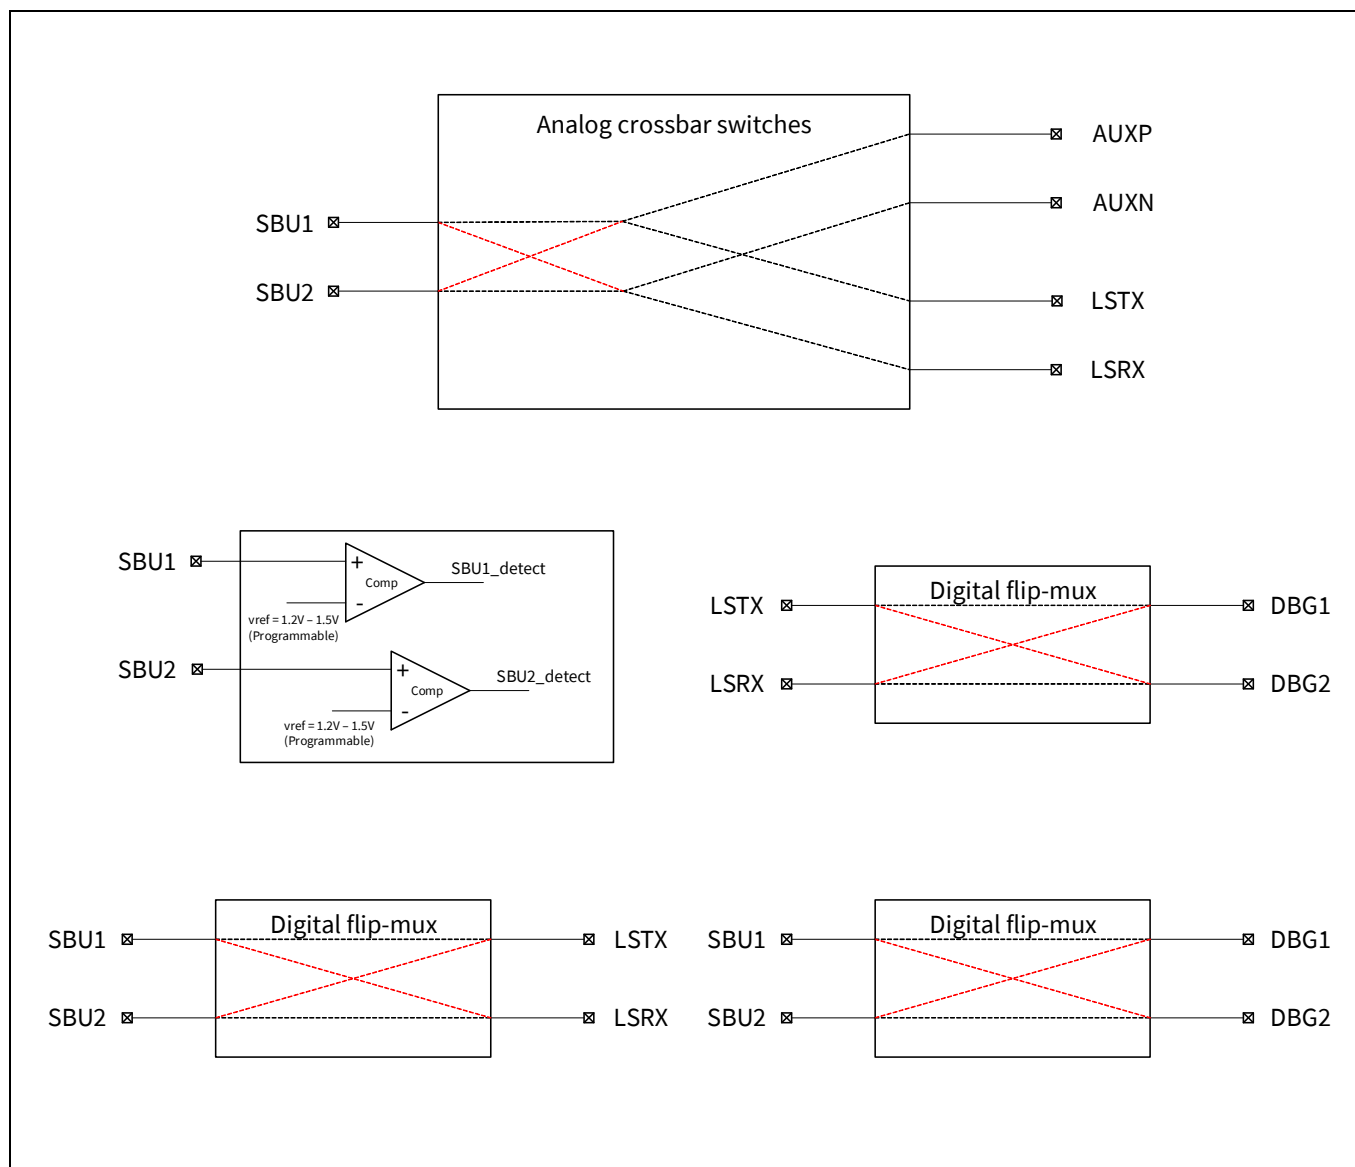 Analog crossbar switches
AUXP
AUXN
SBU1
SBU2
LSTX
LSRX
SBU1
+
Comp
-
SBU1_detect
vref = 1.2V – 1.5V
(Programmable)
SBU2
+
Comp
-
SBU2_detect
vref = 1.2V – 1.5V
(Programmable)
Digital flip-mux
LSTX
DBG1
LSRX
DBG2
Digital flip-mux
SBU1
LSTX
SBU2
LSRX
Digital flip-mux
SBU1
DBG1
SBU2
DBG2